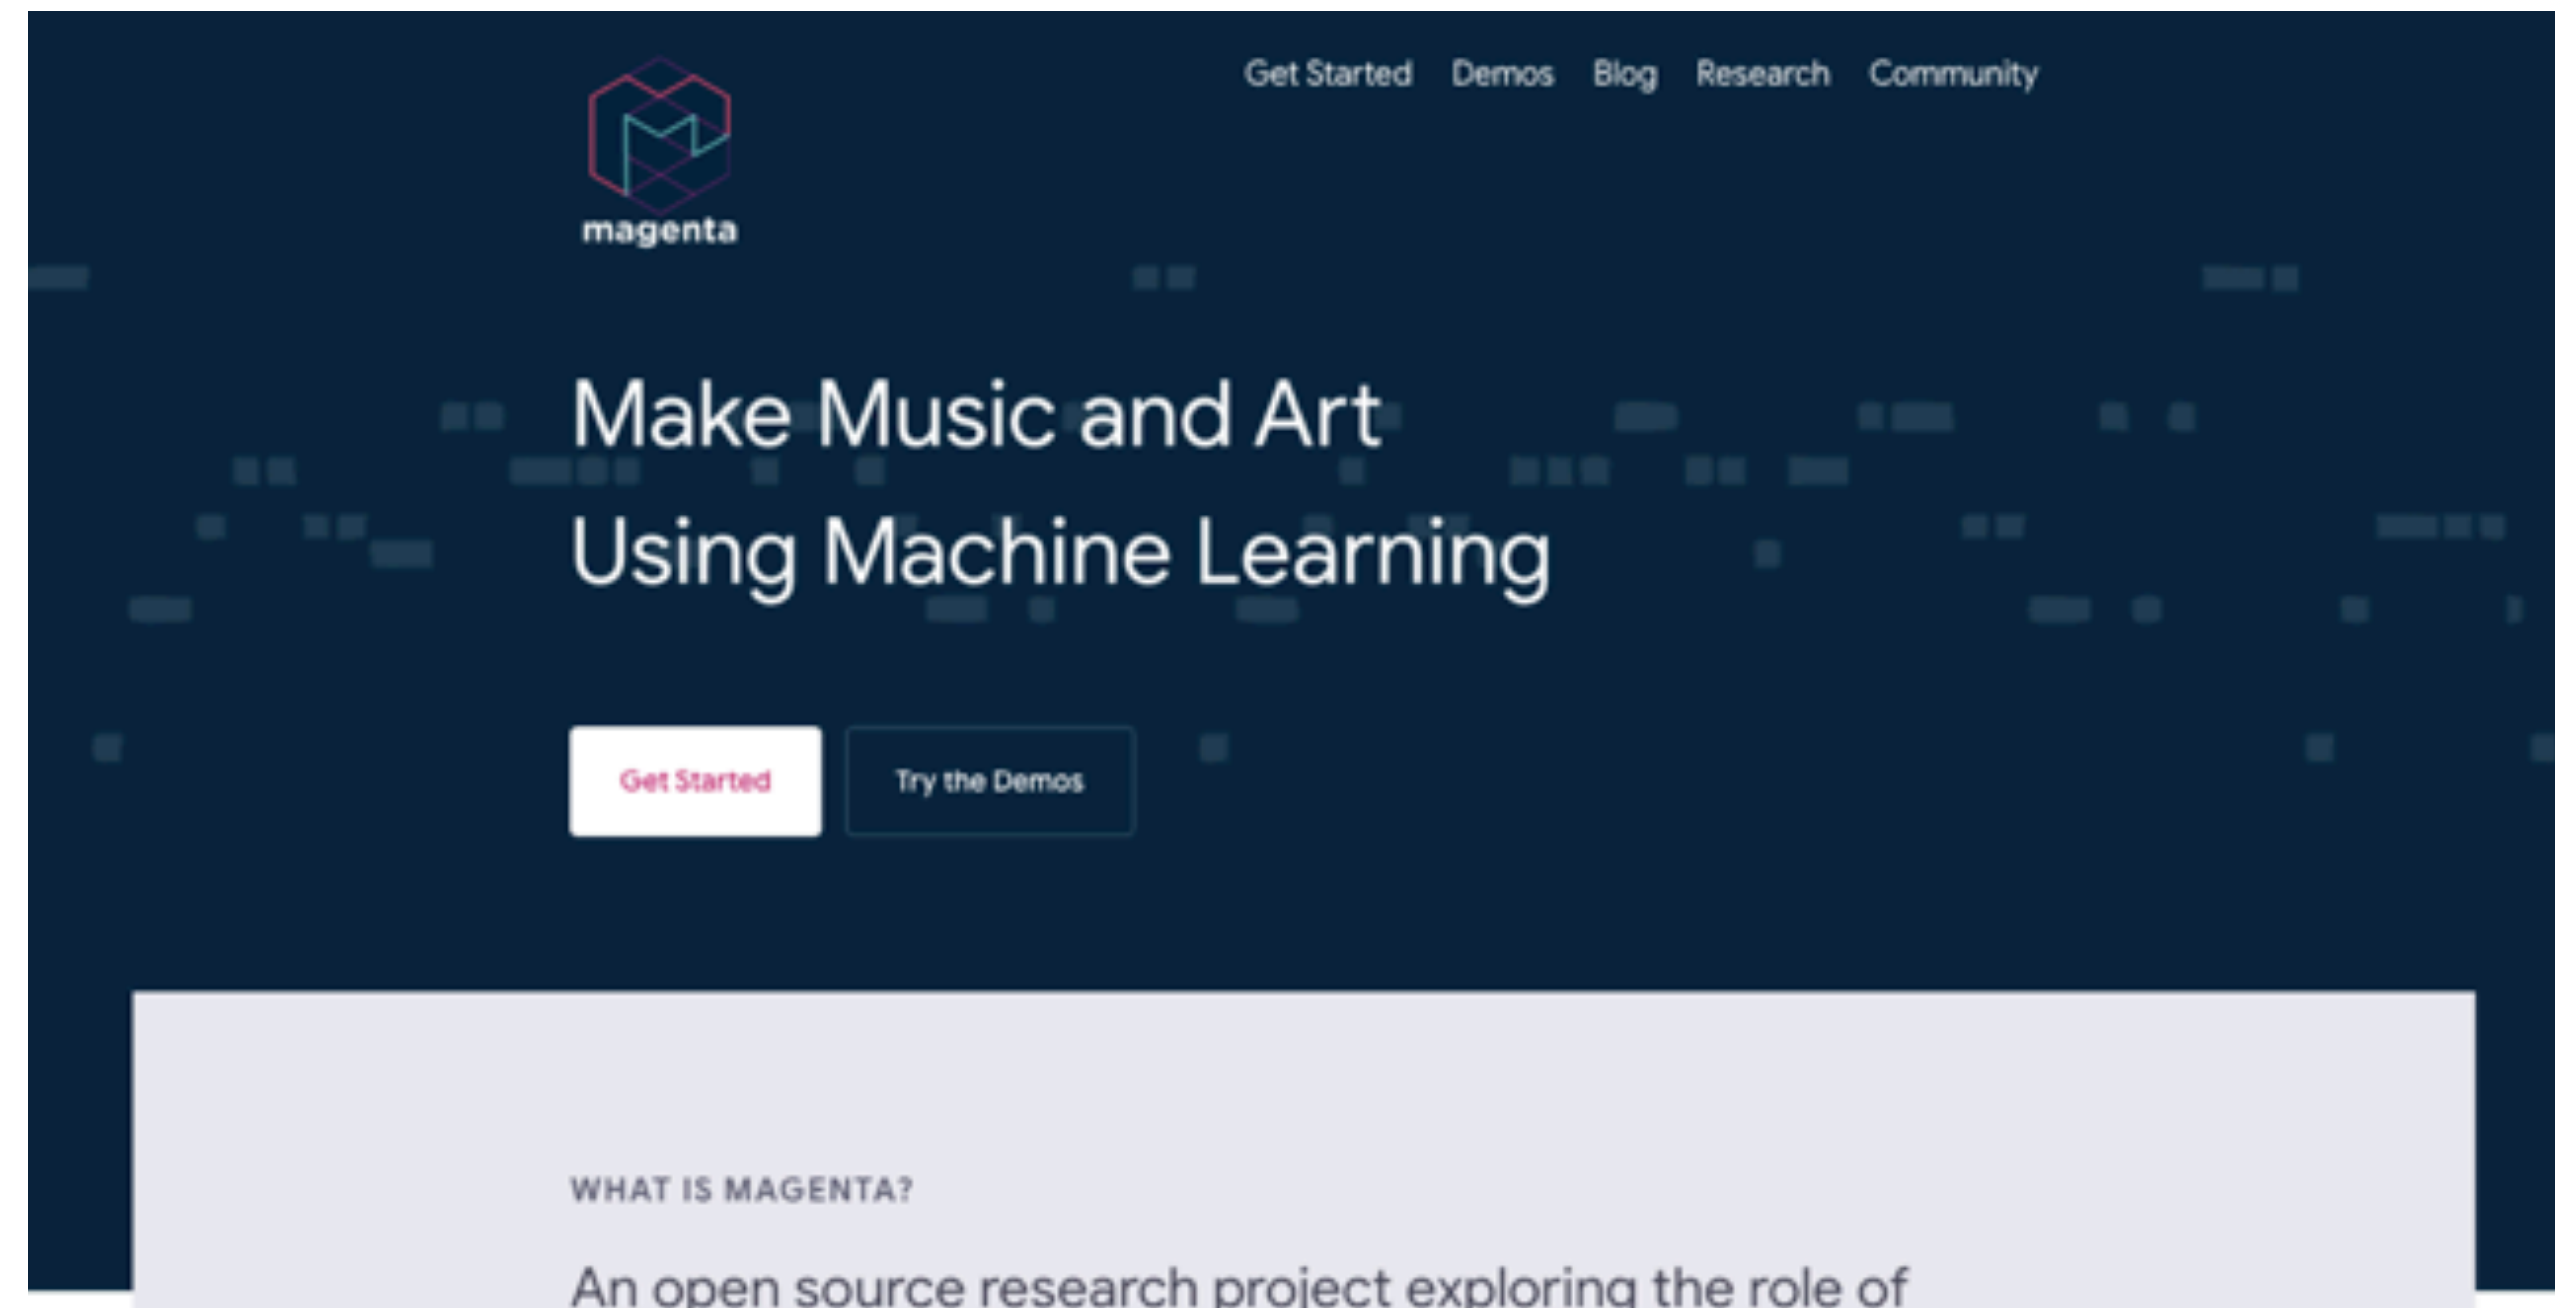 magenta
Get Started Demos Blog Research Community
Make Music and Art
Using Machine Learning
Get Started
Try the Demos
WHAT IS MAGENTA?
An open source research project exploring the role of